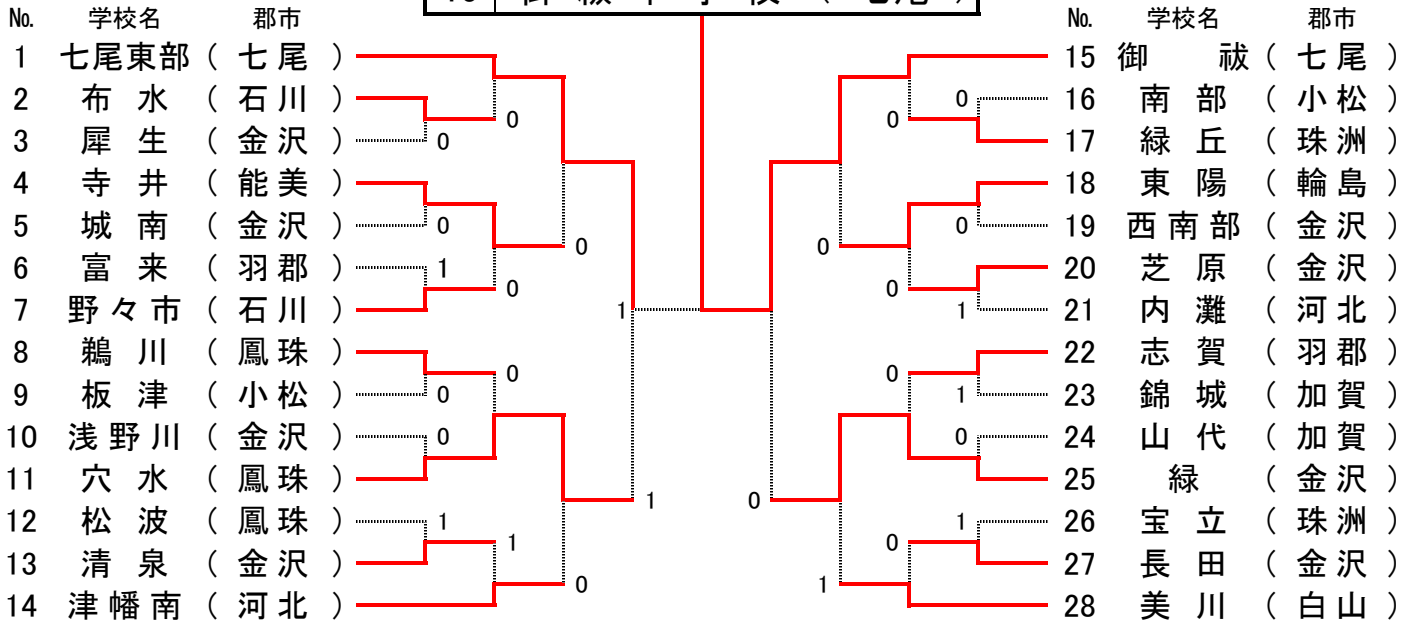 No. 学校名 郡市
1 七尾東部 ( 七尾 )
2 布水 ( 石川 )
3 犀生 ( 金沢 )
4 寺井 ( 能美 )
5 城南 ( 金沢 )
6 富来 ( 羽郡 )
7 野々市 ( 石川 )
8 鵜川 ( 鳳珠 )
9 板津 ( 小松 )
10 浅野川 ( 金沢 )
11 穴水 ( 鳳珠 )
12 松波 ( 鳳珠 )
13 清泉 ( 金沢 )
14 津幡南 ( 河北 )
0
0
0
0
1
0
0
0
0
0
1
1
0
1
1
0
0
0
0
0
0
1
0
1
0
1
0
0
1
No. 学校名 郡市
15 御祓 ( 七尾 )
16 南部 ( 小松 )
17 緑丘 ( 珠洲 )
18 東陽 ( 輪島 )
19 西南部 ( 金沢 )
20 芝原 ( 金沢 )
21 内灘 ( 河北 )
22 志賀 ( 羽郡 )
23 錦城 ( 加賀 )
24 山代 ( 加賀 )
25 緑 ( 金沢 )
26 宝立 ( 珠洲 )
27 長田 ( 金沢 )
28 美川 ( 白山 )